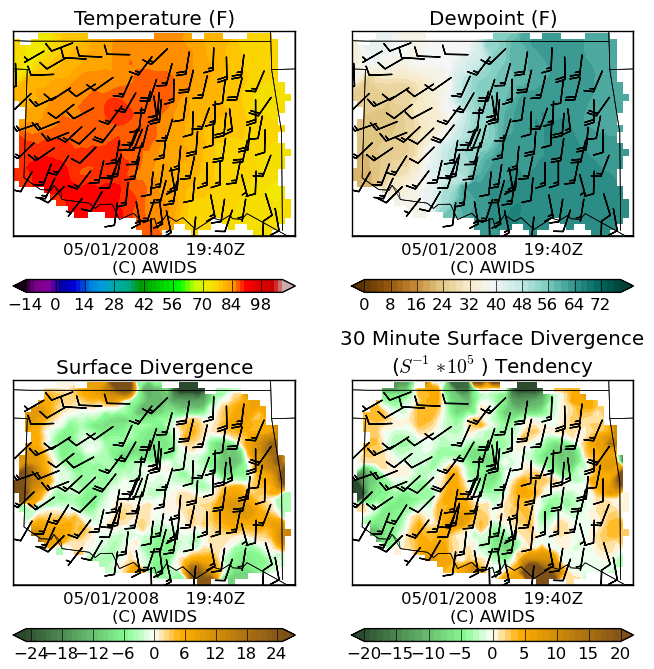 Temperature (F)
05/01/2008 19:40Z
(C) AWIDS
−14 0 14 28 42 56 70 84 98
Dewpoint (F)
05/01/2008 19:40Z
(C) AWIDS
0 8 16 24 32 40 48 56 64 72
Surface Divergence
05/01/2008 19:40Z
(C) AWIDS
−24 −18 −12 −6 0 6 12 18 24
30 Minute Surface Divergence
(S⁻¹ *10⁵ ) Tendency
05/01/2008 19:40Z
(C) AWIDS
−20 −15 −10 −5 0 5 10 15 20